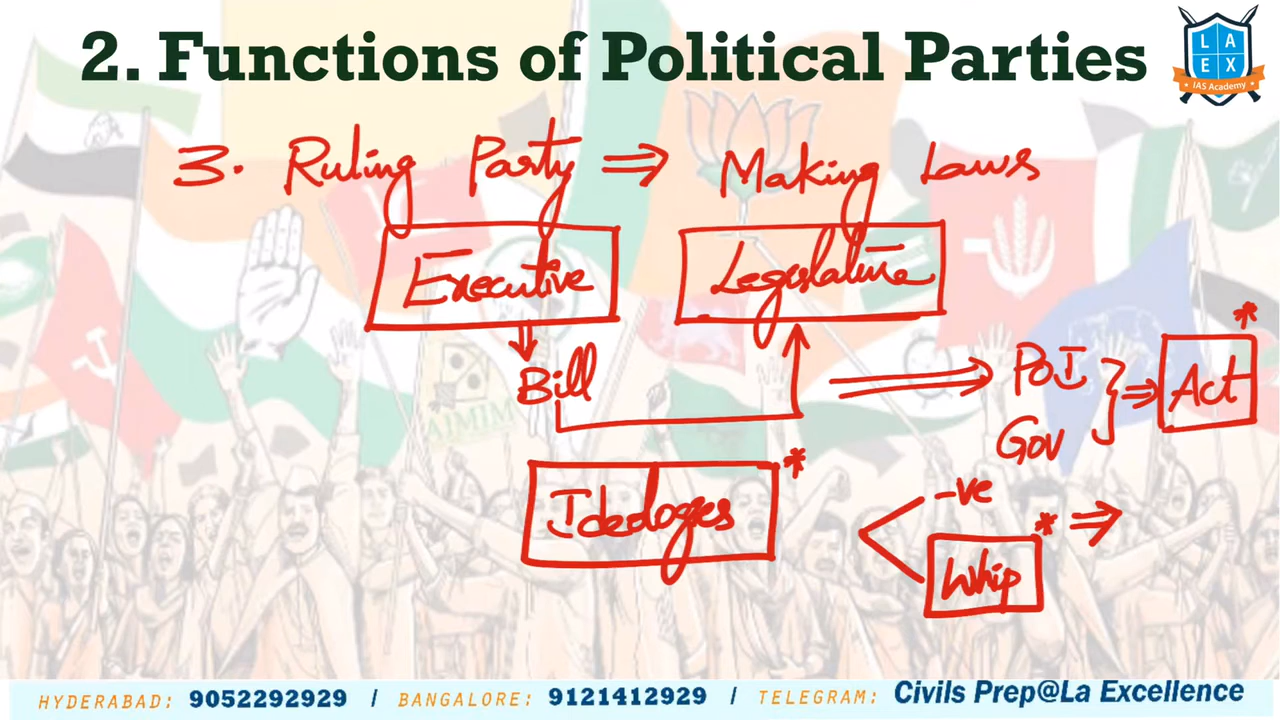 2. Functions of Political Parties
L A
E X
IAS Academy
3. Ruling Party ⇒ Making Laws
Executive
Legislature
Bill
⇒ PoI
Gov
} ⇒ Act *
Ideologies *
-ve
Whip * ⇒
AIMIM
HYDERABAD: 9052292929 / BANGALORE: 9121412929 / TELEGRAM: Civils Prep@La Excellence